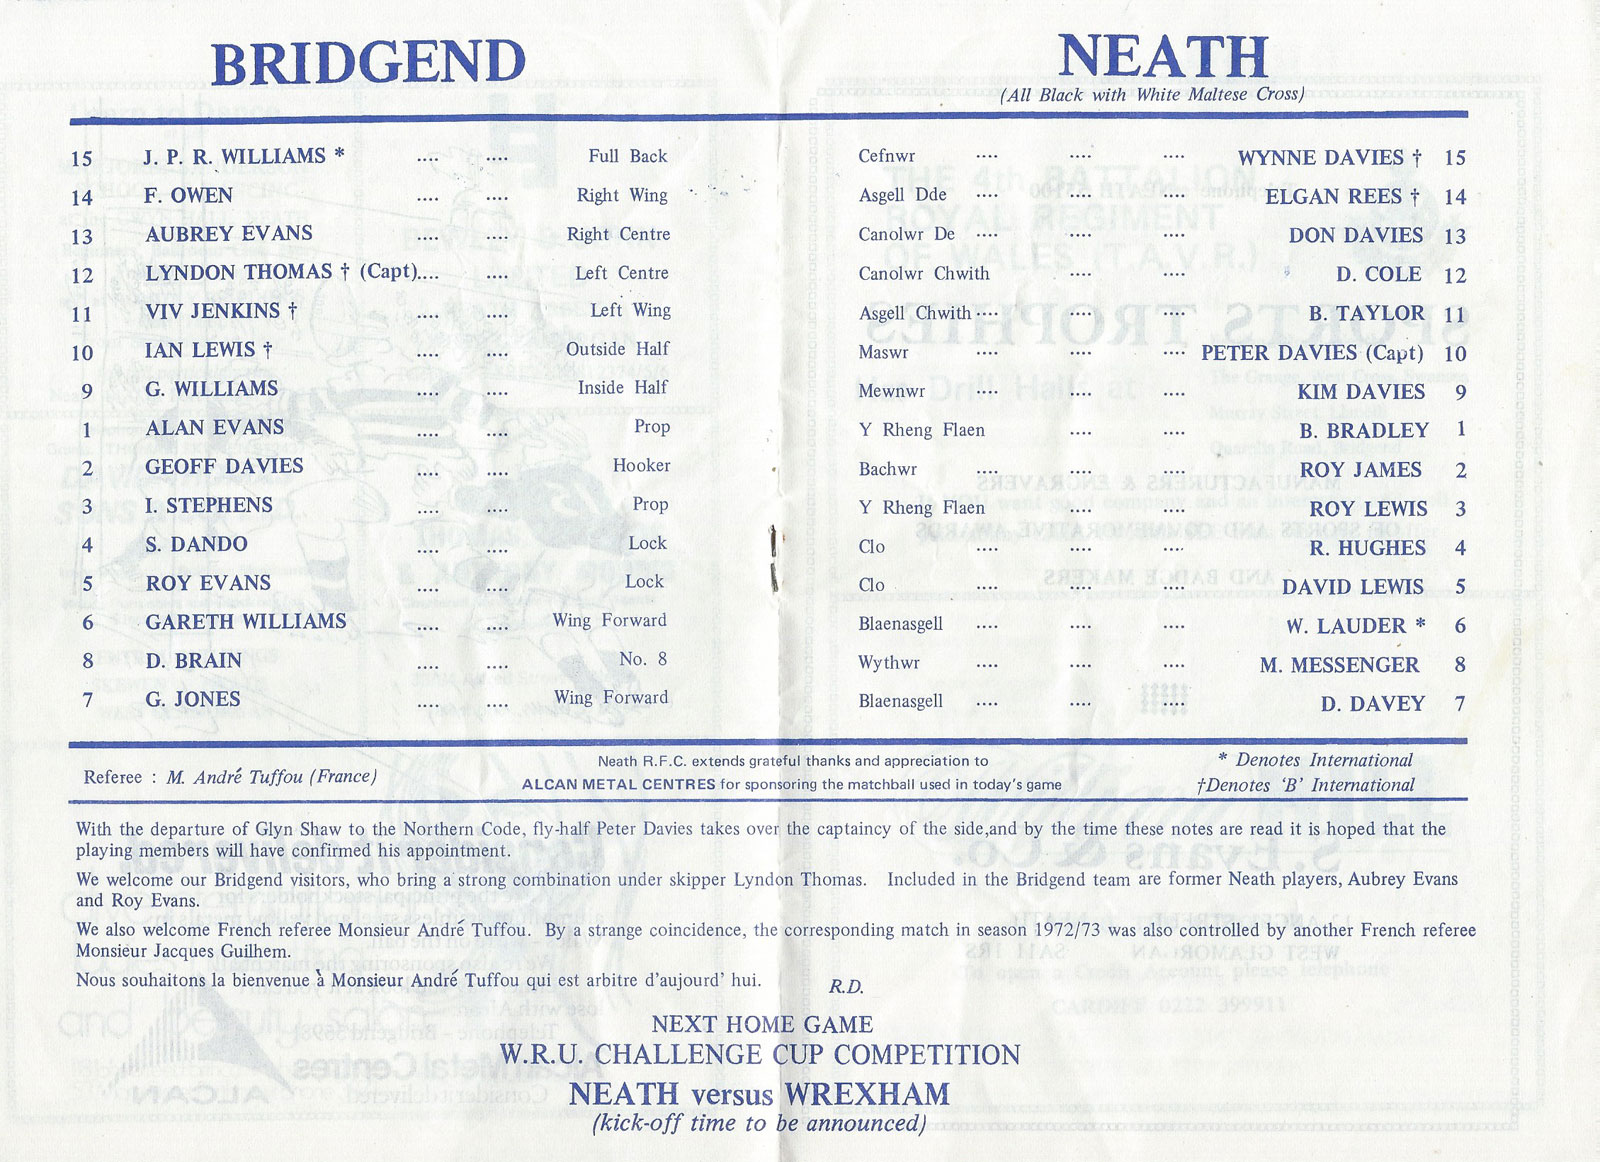 BRIDGEND
15 J. P. R. WILLIAMS * .... .... Full Back
14 F. OWEN .... .... Right Wing
13 AUBREY EVANS .... .... Right Centre
12 LYNDON THOMAS † (Capt).... .... Left Centre
11 VIV JENKINS † .... .... Left Wing
10 IAN LEWIS † .... .... Outside Half
9 G. WILLIAMS .... .... Inside Half
1 ALAN EVANS .... .... Prop
2 GEOFF DAVIES .... .... Hooker
3 I. STEPHENS .... .... Prop
4 S. DANDO .... .... Lock
5 ROY EVANS .... .... Lock
6 GARETH WILLIAMS .... .... Wing Forward
8 D. BRAIN .... .... No. 8
7 G. JONES .... .... Wing Forward
NEATH
(All Black with White Maltese Cross)
Cefnwr .... .... .... WYNNE DAVIES † 15
Asgell Dde .... .... .... ELGAN REES † 14
Canolwr De .... .... .... DON DAVIES 13
Canolwr Chwith .... .... D. COLE 12
Asgell Chwith .... .... .... B. TAYLOR 11
Maswr .... .... .... PETER DAVIES (Capt) 10
Mewnwr .... .... .... KIM DAVIES 9
Y Rheng Flaen .... .... B. BRADLEY 1
Bachwr .... .... .... ROY JAMES 2
Y Rheng Flaen .... .... ROY LEWIS 3
Clo .... .... .... R. HUGHES 4
Clo .... .... .... DAVID LEWIS 5
Blaenasgell .... .... .... W. LAUDER * 6
Wythwr .... .... .... M. MESSENGER 8
Blaenasgell .... .... .... D. DAVEY 7
Referee : M. André Tuffou (France)
Neath R.F.C. extends grateful thanks and appreciation to
ALCAN METAL CENTRES for sponsoring the matchball used in today's game
* Denotes International
†Denotes 'B' International
With the departure of Glyn Shaw to the Northern Code, fly-half Peter Davies takes over the captaincy of the side,and by the time these notes are read it is hoped that the
playing members will have confirmed his appointment.
We welcome our Bridgend visitors, who bring a strong combination under skipper Lyndon Thomas. Included in the Bridgend team are former Neath players, Aubrey Evans
and Roy Evans.
We also welcome French referee Monsieur André Tuffou. By a strange coincidence, the corresponding match in season 1972/73 was also controlled by another French referee
Monsieur Jacques Guilhem.
Nous souhaitons la bienvenue à Monsieur André Tuffou qui est arbitre d'aujourd' hui.
R.D.
NEXT HOME GAME
W.R.U. CHALLENGE CUP COMPETITION
NEATH versus WREXHAM
(kick-off time to be announced)